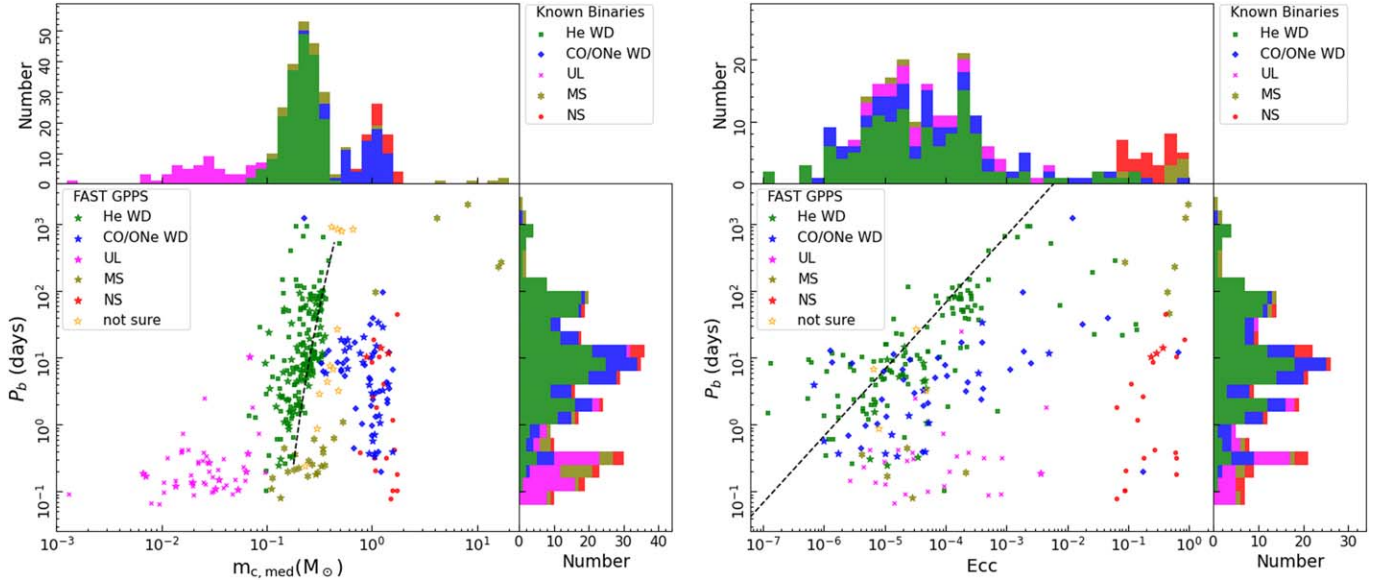 Known Binaries
He WD
CO/ONe WD
UL
MS
NS
Number
50
40
30
20
10
0
FAST GPPS
He WD
CO/ONe WD
UL
MS
NS
not sure
P_b (days)
10^3
10^2
10^1
10^0
10^-1
10^-3
10^-2
10^-1
10^0
10^1
m_c, med(M_⊙)
0 10 20 30 40
Number
Known Binaries
He WD
CO/ONe WD
UL
MS
NS
Number
20
10
0
FAST GPPS
He WD
CO/ONe WD
UL
MS
NS
not sure
P_b (days)
10^3
10^2
10^1
10^0
10^-1
10^-7 10^-6 10^-5 10^-4 10^-3 10^-2 10^-1 10^0
Ecc
0 10 20 30
Number